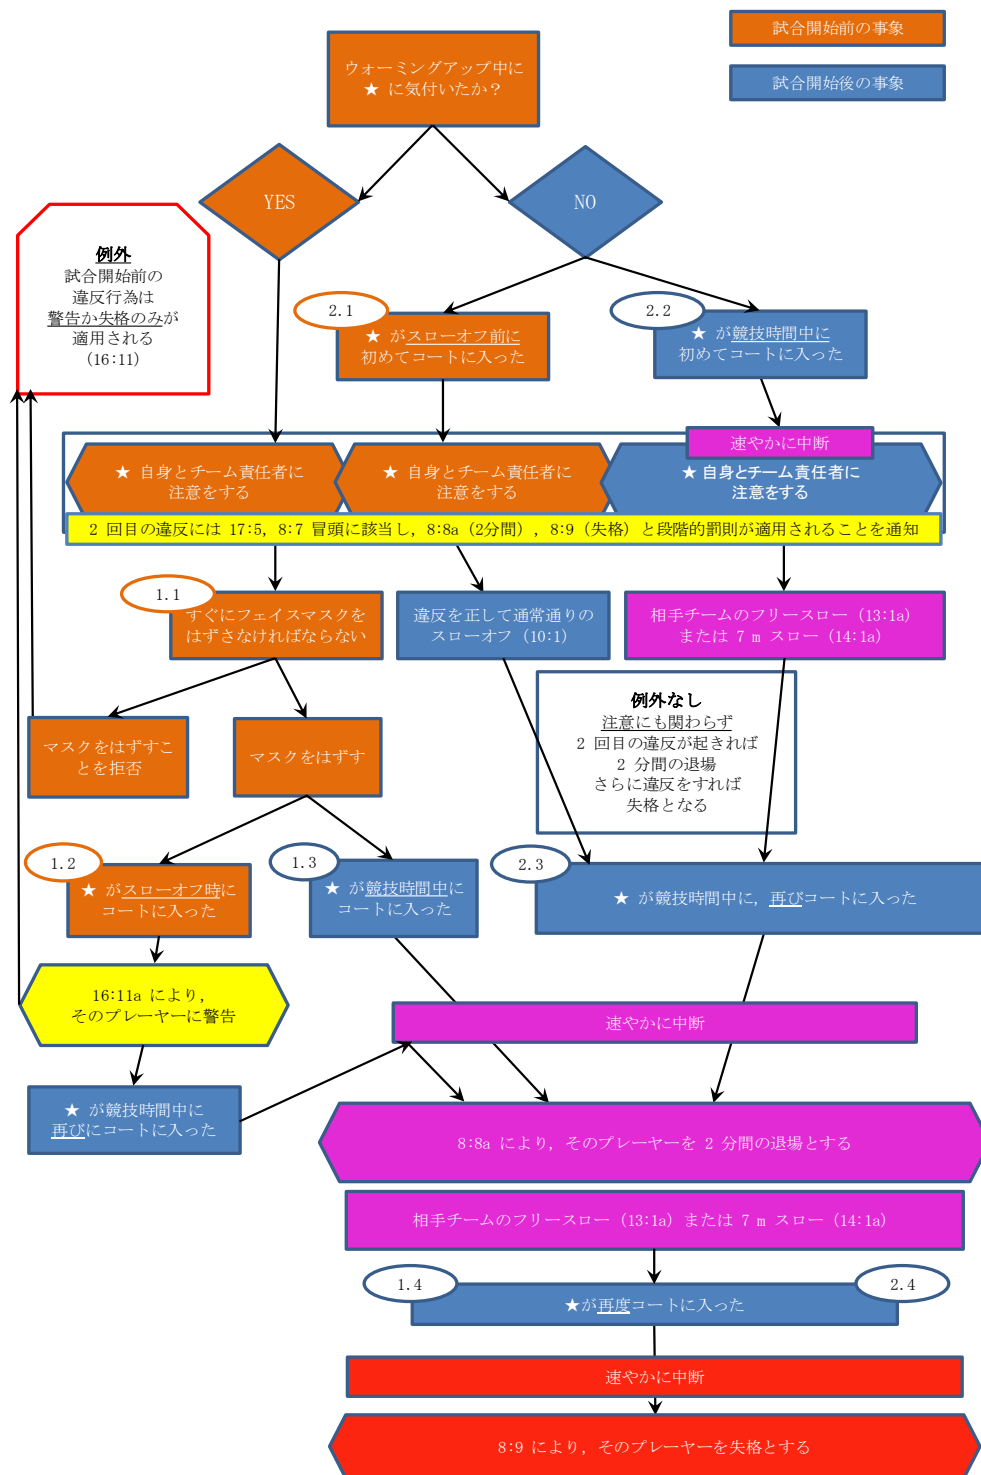 試合開始前の事象
試合開始後の事象
ウォーミングアップ中に
★ に気付いたか？
YES
NO
例外
試合開始前の
違反行為は
警告か失格のみが
適用される
(16:11)
2.1
★ がスローオフ前に
初めてコートに入った
2.2
★ が競技時間中に
初めてコートに入った
速やかに中断
★ 自身とチーム責任者に
注意をする
★ 自身とチーム責任者に
注意をする
★ 自身とチーム責任者に
注意をする
2 回目の違反には 17:5, 8:7 冒頭に該当し, 8:8a (2分間), 8:9 (失格) と段階的罰則が適用されることを通知
1.1
すぐにフェイスマスクを
はずさなければならない
違反を正して通常通りの
スローオフ (10:1)
相手チームのフリースロー (13:1a)
または 7 m スロー (14:1a)
例外なし
注意にも関わらず
2 回目の違反が起きれば
2 分間の退場
さらに違反をすれば
失格となる
マスクをはずすこ
とを拒否
マスクをはずす
1.2
★ がスローオフ時に
コートに入った
1.3
★ が競技時間中に
コートに入った
2.3
★ が競技時間中に, 再びコートに入った
16:11a により,
そのプレーヤーに警告
速やかに中断
★ が競技時間中に
再びにコートに入った
8:8a により, そのプレーヤーを 2 分間の退場とする
相手チームのフリースロー (13:1a) または 7 m スロー (14:1a)
1.4
2.4
★が再度コートに入った
速やかに中断
8:9 により, そのプレーヤーを失格とする